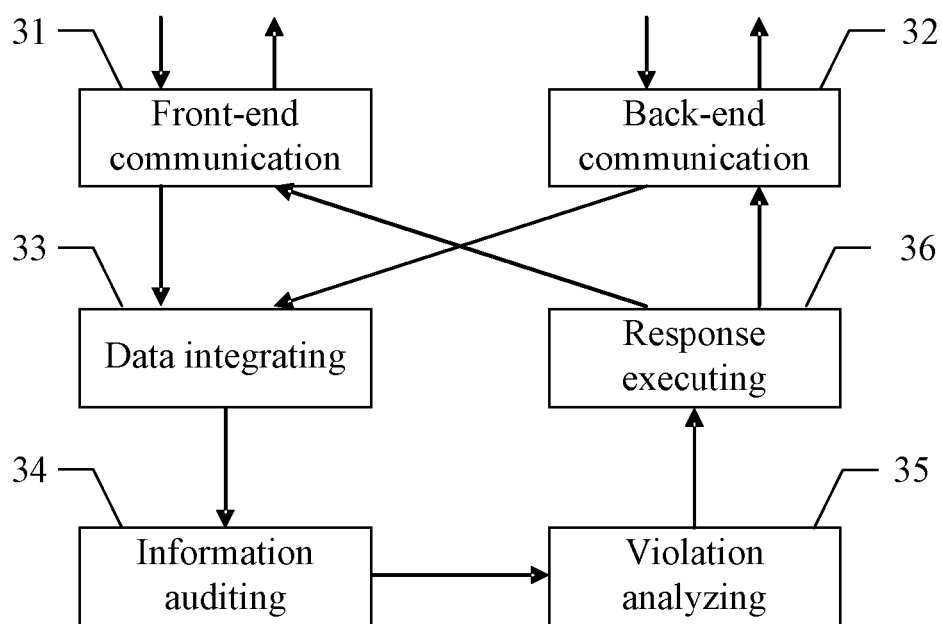 31
32
Front-end
communication
Back-end
communication
33
36
Data integrating
Response
executing
34
35
Information
auditing
Violation
analyzing